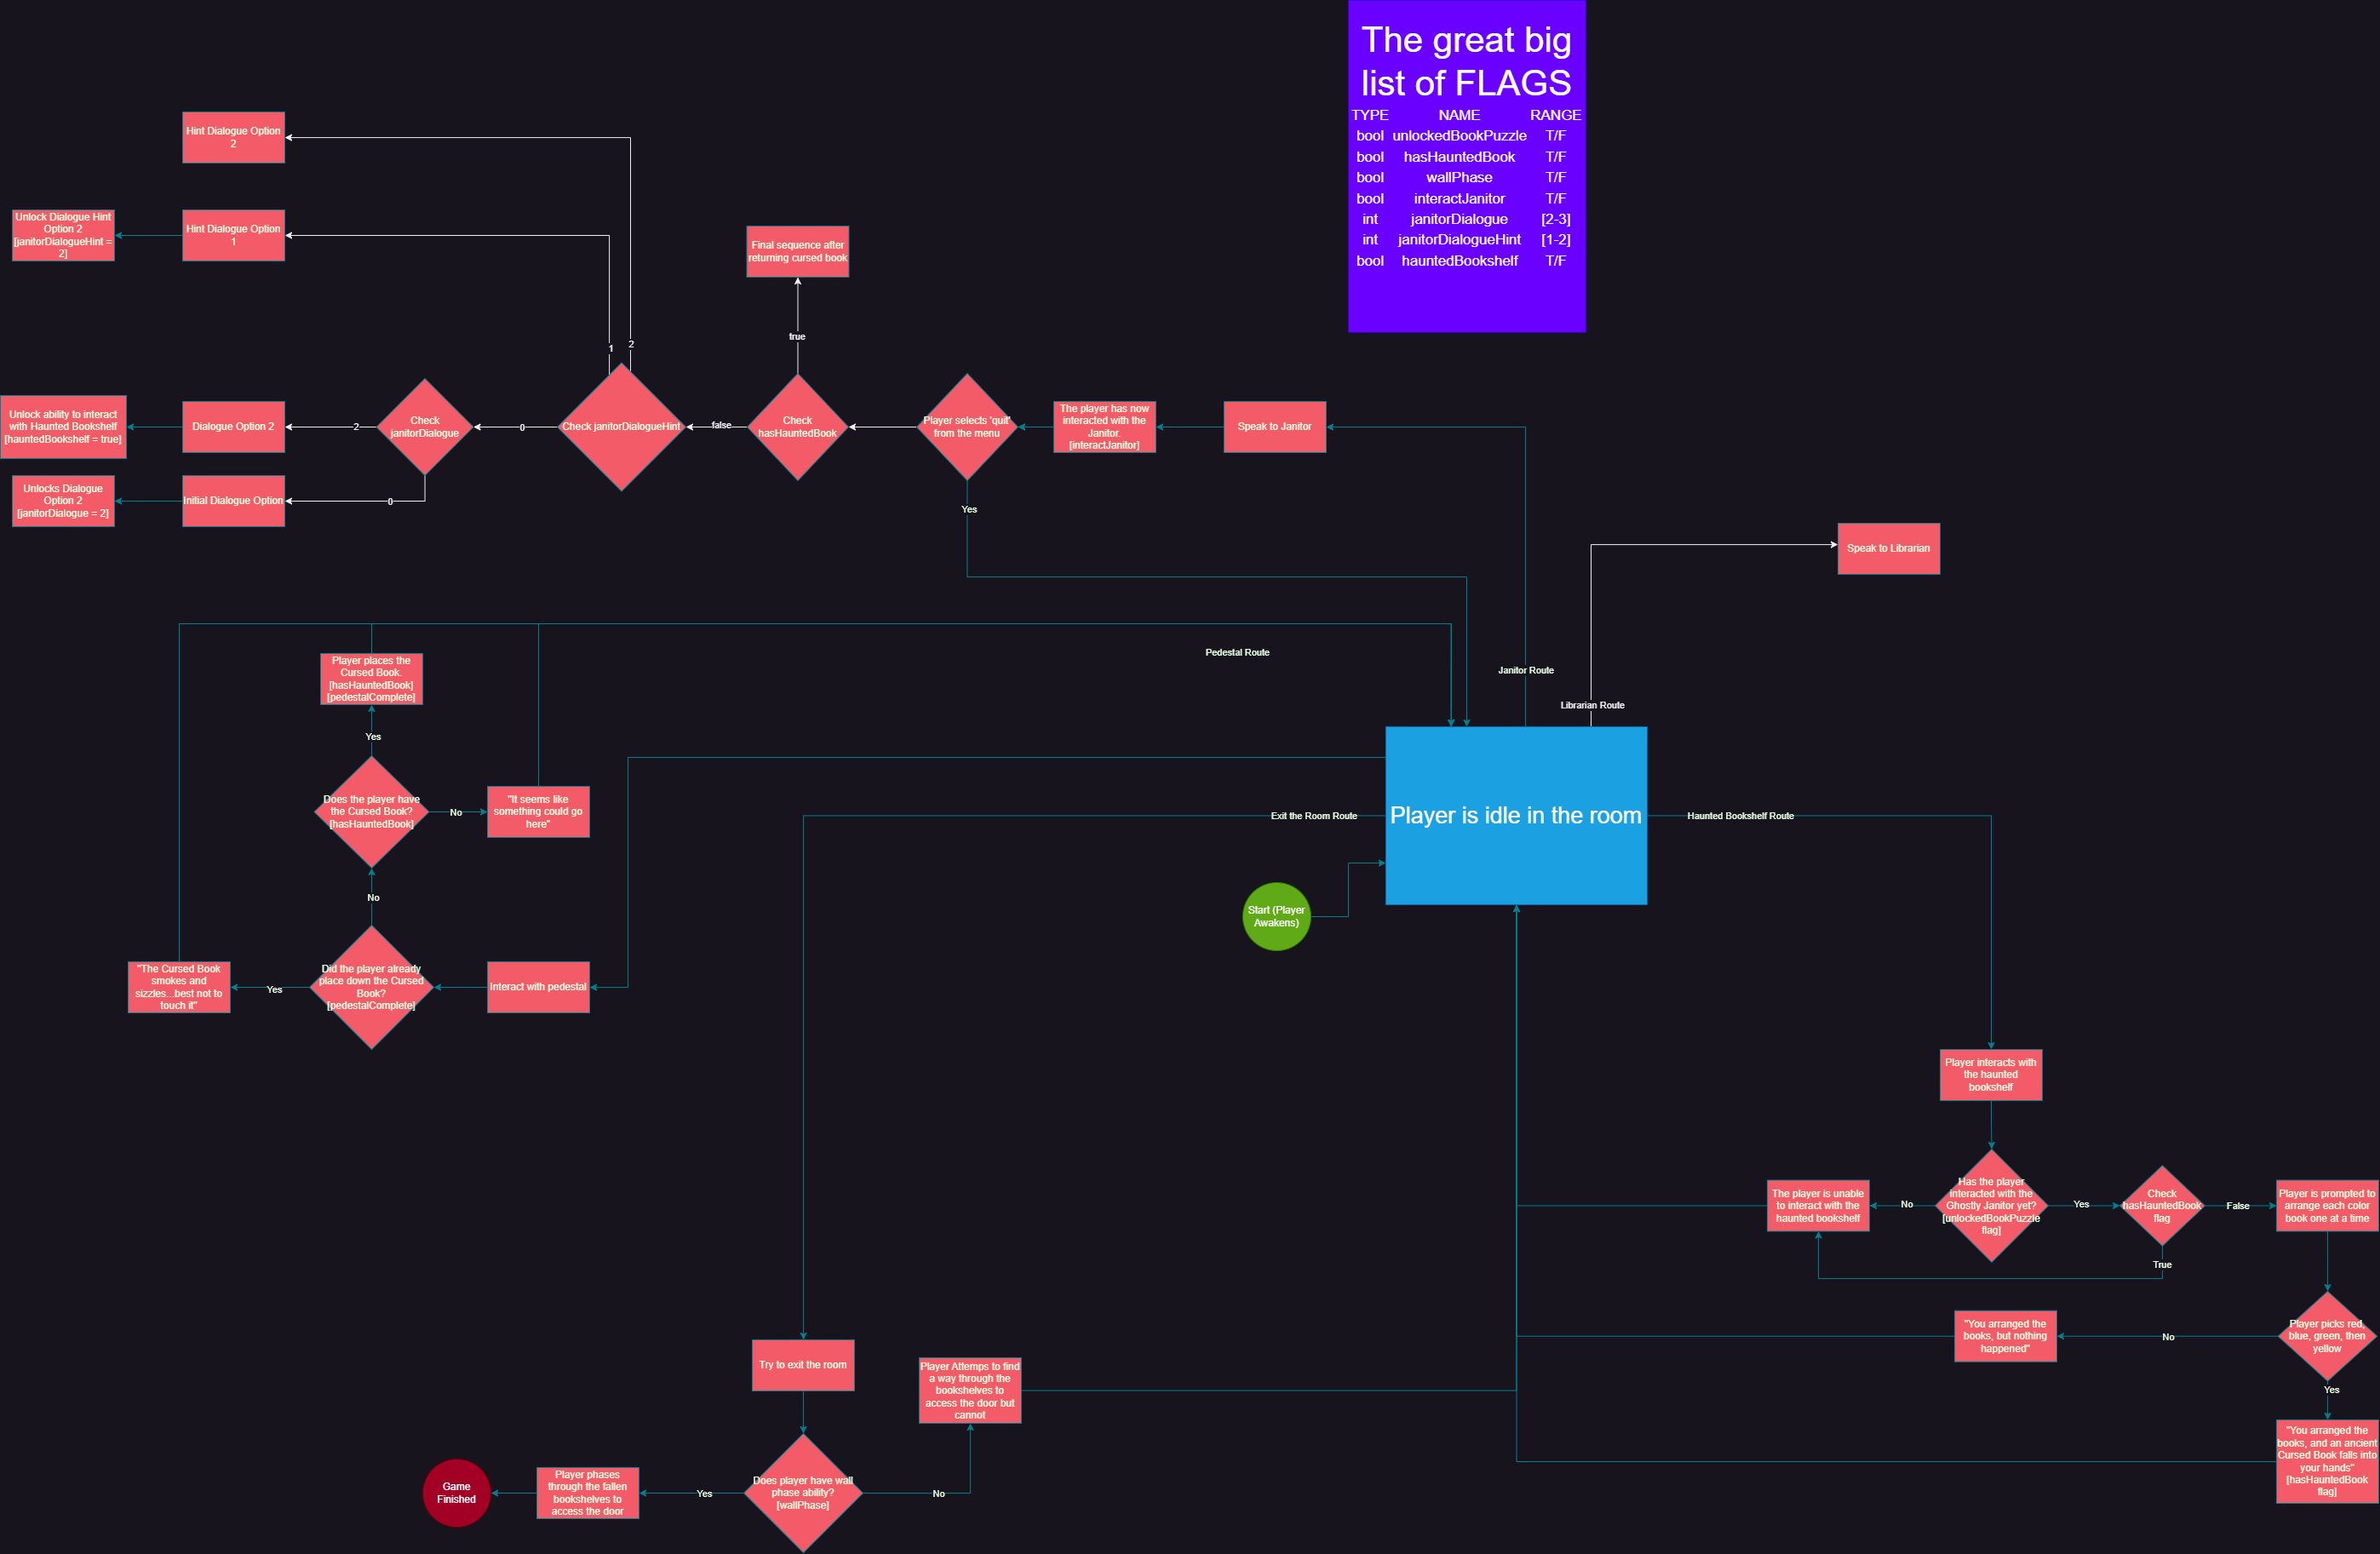 The great big
list of FLAGS
TYPE NAME RANGE
bool unlockedBookPuzzle T/F
bool hasHauntedBook T/F
bool wallPhase T/F
bool interactJanitor T/F
int janitorDialogue [2-3]
int janitorDialogueHint [1-2]
bool hauntedBookshelf T/F
Hint Dialogue Option
2
Unlock Dialogue Hint
Option 2
[janitorDialogueHint =
2]
Hint Dialogue Option
1
Final sequence after
returning cursed book
true
1
2
Unlock ability to interact
with Haunted Bookshelf
[hauntedBookshelf = true]
Dialogue Option 2
2
Check
janitorDialogue
0
Check janitorDialogueHint
false
Check
hasHauntedBook
Player selects 'quit'
from the menu
The player has now
interacted with the
Janitor.
[interactJanitor]
Speak to Janitor
Unlocks Dialogue
Option 2
[janitorDialogue = 2]
Initial Dialogue Option
0
Yes
Speak to Librarian
Pedestal Route
Janitor Route
Librarian Route
Player places the
Cursed Book.
[hasHauntedBook]
[pedestalComplete]
Yes
Does the player have
the Cursed Book?
[hasHauntedBook]
No
"It seems like
something could go
here"
No
"The Cursed Book
smokes and
sizzles...best not to
touch it"
Yes
Did the player already
place down the Cursed
Book?
[pedestalComplete]
Interact with pedestal
Exit the Room Route
Player is idle in the room
Haunted Bookshelf Route
Start (Player
Awakens)
Player interacts with
the haunted
bookshelf
The player is unable
to interact with the
haunted bookshelf
No
Has the player
interacted with the
Ghostly Janitor yet?
[unlockedBookPuzzle
flag]
Yes
Check
hasHauntedBook
flag
False
Player is prompted to
arrange each color
book one at a time
True
"You arranged the
books, but nothing
happened"
No
Player picks red,
blue, green, then
yellow
Yes
"You arranged the
books, and an ancient
Cursed Book falls into
your hands"
[hasHauntedBook
flag]
Try to exit the room
Player Attemps to find
a way through the
bookshelves to
access the door but
cannot
Game
Finished
Player phases
through the fallen
bookshelves to
access the door
Yes
Does player have wall
phase ability?
[wallPhase]
No